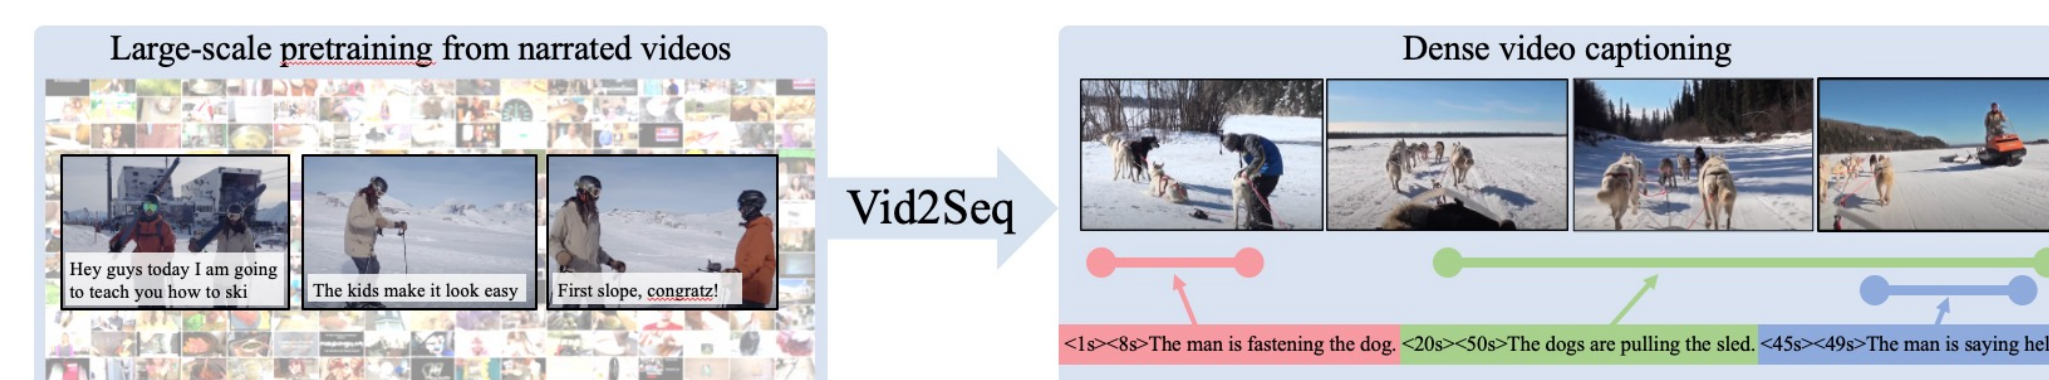 Large-scale pretraining from narrated videos
Hey guys today I am going
to teach you how to ski
The kids make it look easy
First slope, congratz!
Vid2Seq
Dense video captioning
<1s><8s>The man is fastening the dog. <20s><50s>The dogs are pulling the sled. <45s><49s>The man is saying hel